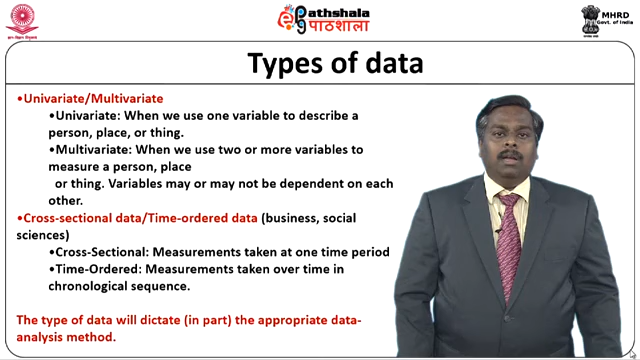 Pathshala
पाठशाला
MHRD
Govt. of India
Types of data
•Univariate/Multivariate
•Univariate: When we use one variable to describe a
person, place, or thing.
•Multivariate: When we use two or more variables to
measure a person, place
or thing. Variables may or may not be dependent on each
other.
•Cross-sectional data/Time-ordered data (business, social
sciences)
•Cross-Sectional: Measurements taken at one time period
•Time-Ordered: Measurements taken over time in
chronological sequence.
The type of data will dictate (in part) the appropriate data-
analysis method.